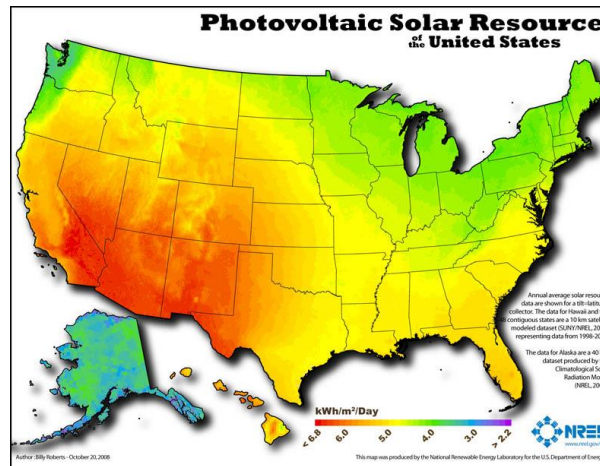 Photovoltaic Solar Resource
of the United States
Annual average solar resou
data are shown for a tilt=latitu
collector. The data for Hawaii and
contiguous states are a 10 km satell
modeled dataset (SUNY/NREL, 20
representing data from 1998-20
The data for Alaska are a 40
dataset produced by
Climatological So
Radiation Mo
(NREL, 20
kWh/m²/Day
< 6.8 6.0 5.0 4.0 3.0 > 2.2
NREL
www.nrel.gov
Author : Billy Roberts - October 20, 2008
This map was produced by the National Renewable Energy Laboratory for the U.S. Department of Energ